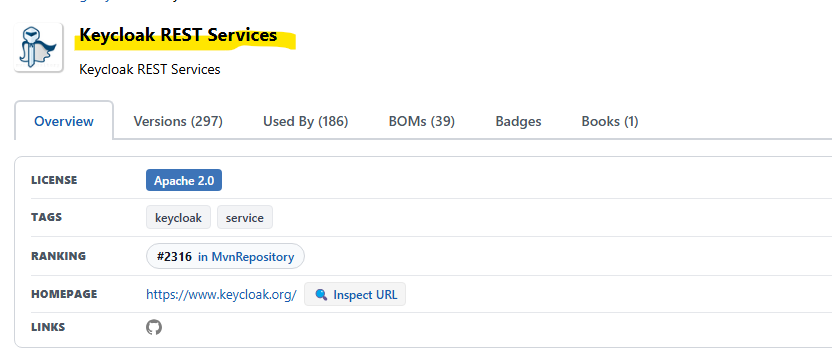 Keycloak REST Services
Keycloak REST Services
Overview Versions (297) Used By (186) BOMs (39) Badges Books (1)
LICENSE Apache 2.0
TAGS keycloak service
RANKING #2316 in MvnRepository
HOMEPAGE https://www.keycloak.org/ Inspect URL
LINKS